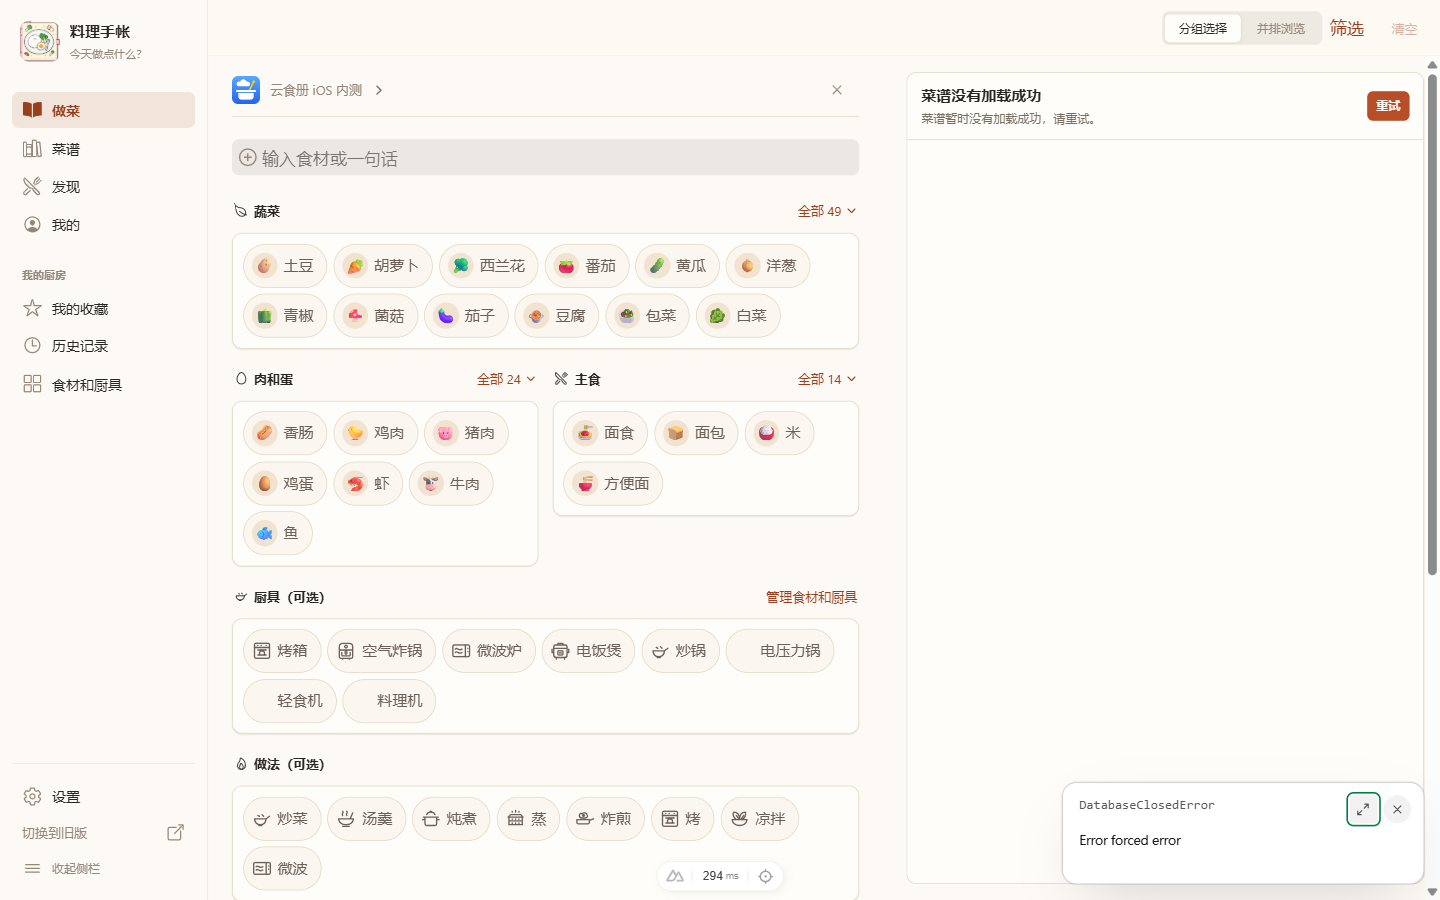 料理手帐
今天做点什么?
做菜
菜谱
发现
我的
我的厨房
我的收藏
历史记录
食材和厨具
设置
切换到旧版
收起侧栏
分组选择
并排浏览
筛选
清空
云食册 iOS 内测
输入食材或一句话
蔬菜
全部 49
土豆
胡萝卜
西兰花
番茄
黄瓜
洋葱
青椒
菌菇
茄子
豆腐
包菜
白菜
肉和蛋
全部 24
香肠
鸡肉
猪肉
鸡蛋
虾
牛肉
鱼
主食
全部 14
面食
面包
米
方便面
厨具（可选）
管理食材和厨具
烤箱
空气炸锅
微波炉
电饭煲
炒锅
电压力锅
轻食机
料理机
做法（可选）
炒菜
汤羹
炖煮
蒸
炸煎
烤
凉拌
微波
294 ms
菜谱没有加载成功
菜谱暂时没有加载成功，请重试。
重试
DatabaseClosedError
Error forced error